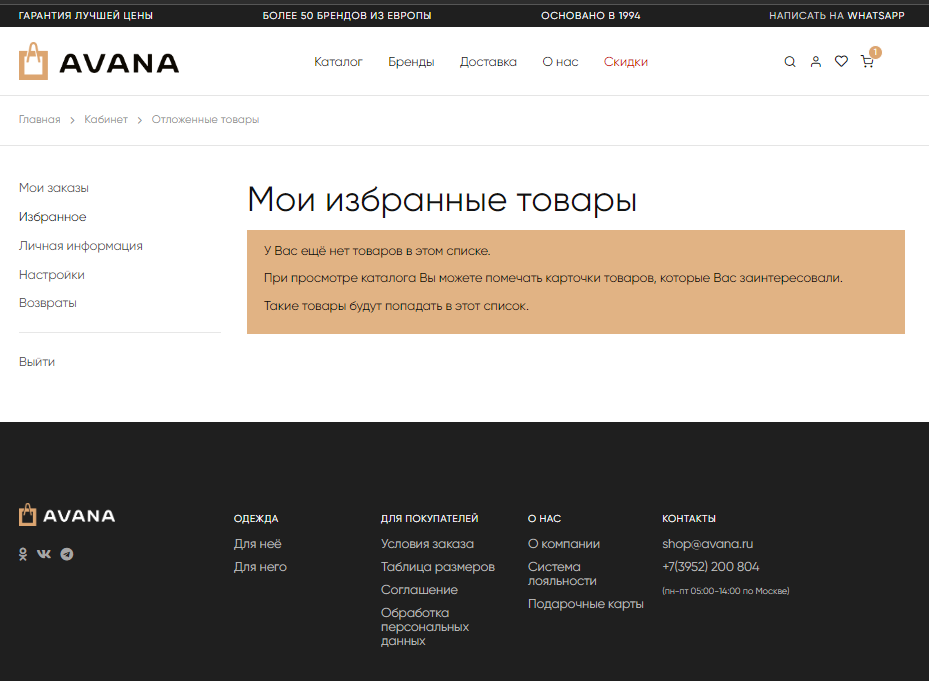 ГАРАНТИЯ ЛУЧШЕЙ ЦЕНЫ
БОЛЕЕ 50 БРЕНДОВ ИЗ ЕВРОПЫ
ОСНОВАНО В 1994
НАПИСАТЬ НА WHATSAPP
AVANA
Каталог
Бренды
Доставка
О нас
Скидки
1
Главная > Кабинет > Отложенные товары
Мои заказы
Избранное
Личная информация
Настройки
Возвраты
Выйти
Мои избранные товары
У Вас ещё нет товаров в этом списке.
При просмотре каталога Вы можете помечать карточки товаров, которые Вас заинтересовали.
Такие товары будут попадать в этот список.
AVANA
ОДЕЖДА
Для неё
Для него
ДЛЯ ПОКУПАТЕЛЕЙ
Условия заказа
Таблица размеров
Соглашение
Обработка
персональных
данных
О НАС
О компании
Система
лояльности
Подарочные карты
КОНТАКТЫ
shop@avana.ru
+7(3952) 200 804
(пн-пт 05:00-14:00 по Москве)